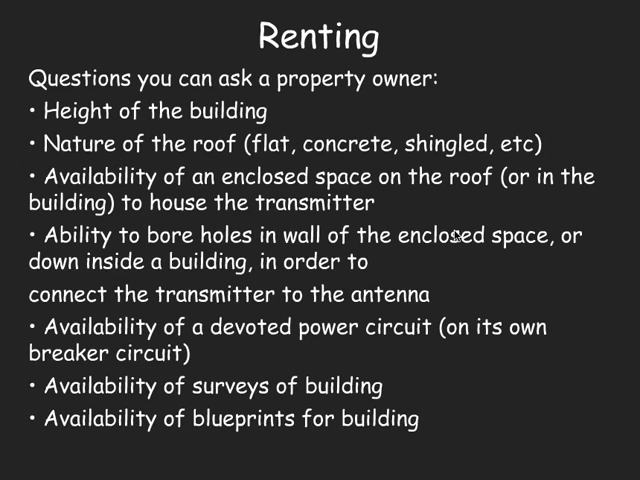 Renting
Questions you can ask a property owner:
• Height of the building
• Nature of the roof (flat, concrete, shingled, etc)
• Availability of an enclosed space on the roof (or in the
building) to house the transmitter
• Ability to bore holes in wall of the enclosed space, or
down inside a building, in order to
connect the transmitter to the antenna
• Availability of a devoted power circuit (on its own
breaker circuit)
• Availability of surveys of building
• Availability of blueprints for building